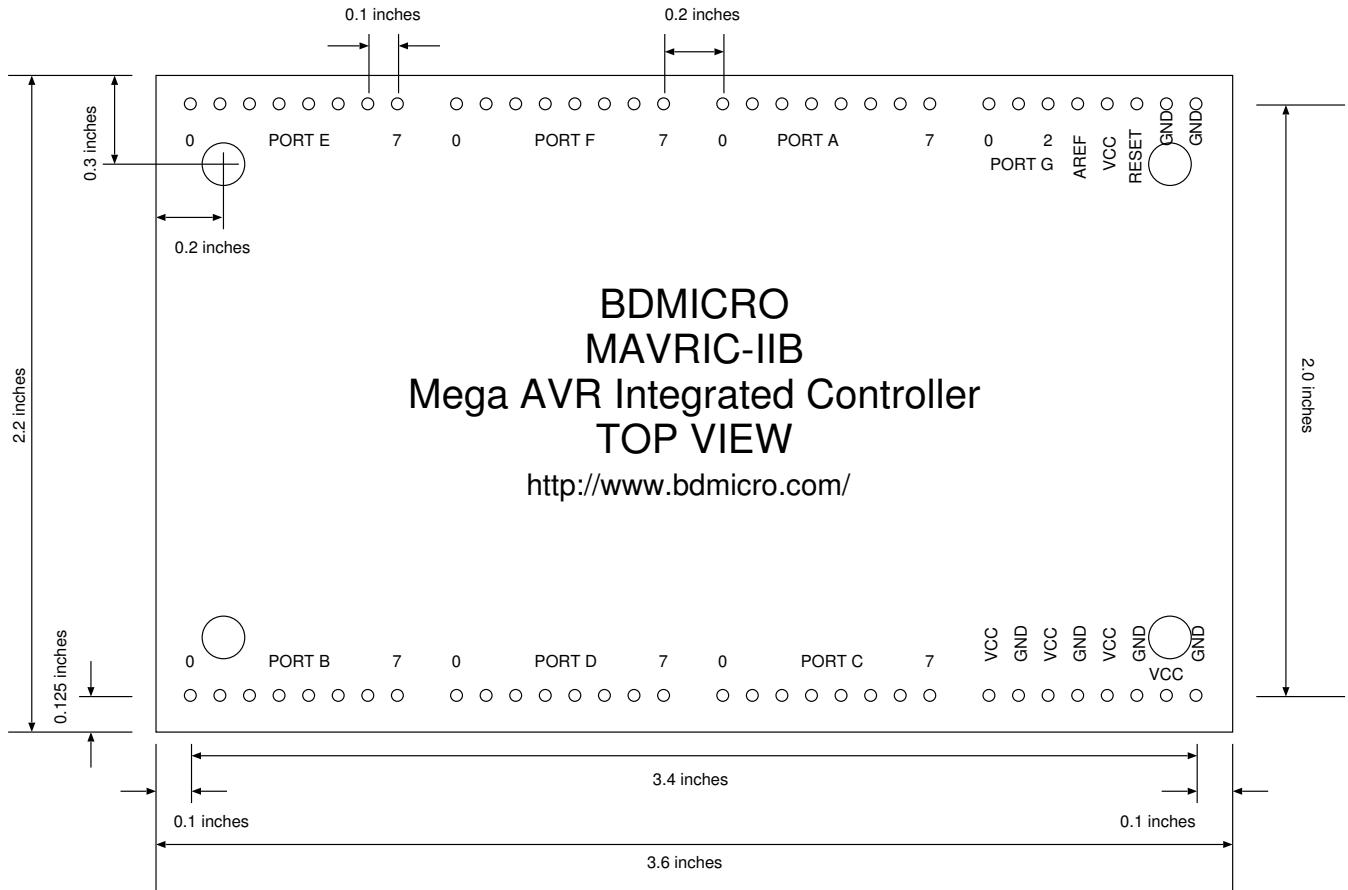 0.1 inches
0.2 inches
0 PORT E 7 0 PORT F 7 0 PORT A 7 0 2
PORT G
AREF
VCC
RESET
GND
GND
0.3 inches
0.2 inches
BDMICRO
MAVRIC-IIB
Mega AVR Integrated Controller
TOP VIEW
http://www.bdmicro.com/
2.2 inches
2.0 inches
0.125 inches
0 PORT B 7 0 PORT D 7 0 PORT C 7
VCC
GND
VCC
GND
VCC
GND
VCC
GND
3.4 inches
0.1 inches
0.1 inches
3.6 inches